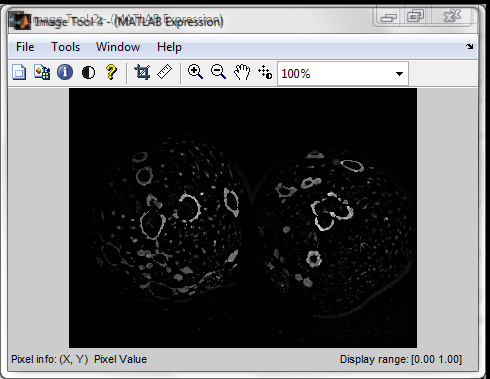 Image Tool 4 - (MATLAB Expression)
File Tools Window Help
100%
Pixel info: (X, Y) Pixel Value
Display range: [0.00 1.00]